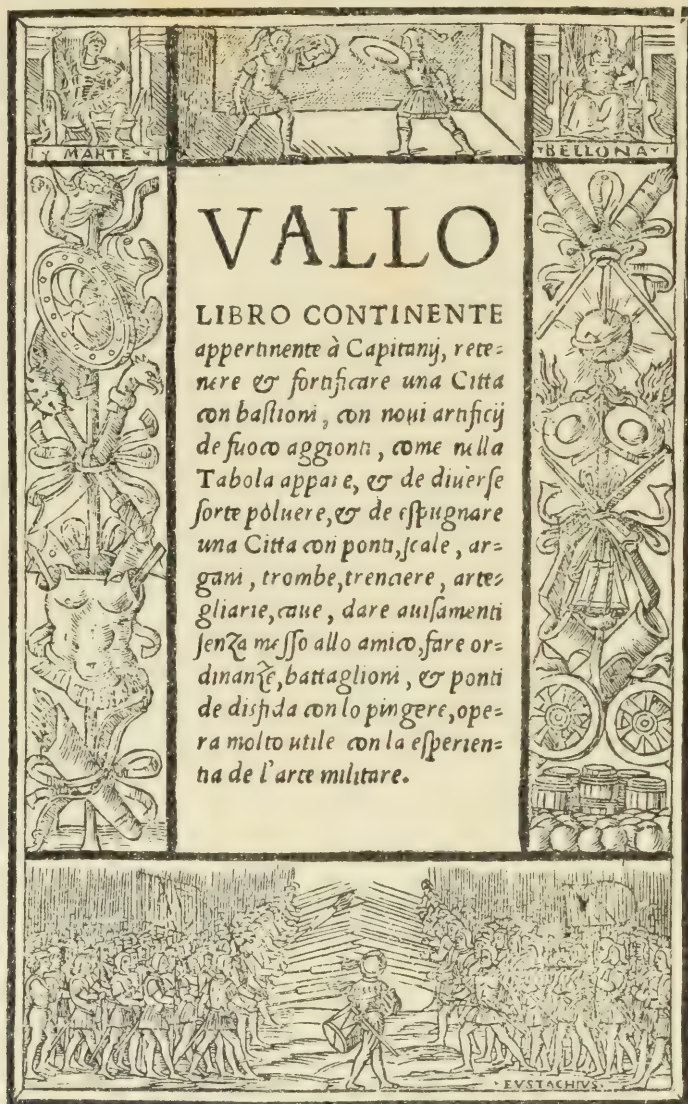 MARTE
BELLONA
VALLO
LIBRO CONTINENTE
appertinente à Capitanij, rete=
nere & fortificare una Citta
con bastioni, con noui artificij
de fuoco aggionti, come nella
Tabola appare, & de diuerse
sorte poluere, & de espugnare
una Citta con ponti, scale, ar=
gani, trombe, trenciere, arte=
gliarie, caue, dare auisamenti
senza messo allo amico, fare or=
dinanze, battaglioni, & ponti
de disfida con lo pingere, ope=
ra molto utile con la esperien=
tia de l'arte militare.
EVSTACHIVS